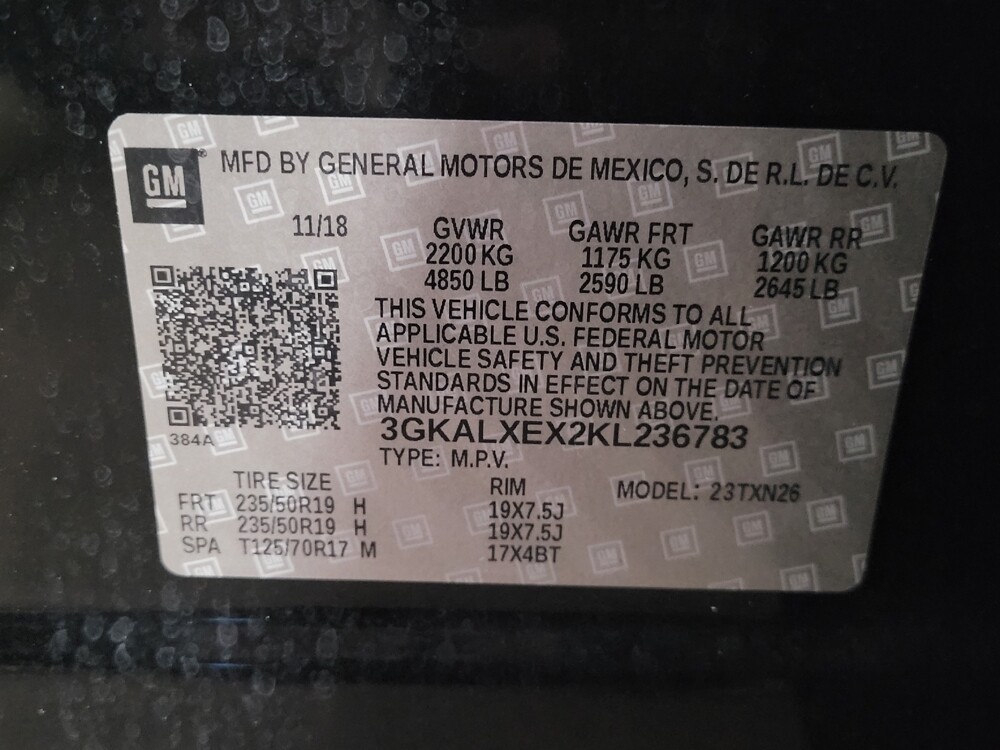 GM
MFD BY GENERAL MOTORS DE MEXICO, S. DE R.L. DE C.V.
11/18
GVWR GAWR FRT GAWR RR
2200 KG 1175 KG 1200 KG
4850 LB 2590 LB 2645 LB
THIS VEHICLE CONFORMS TO ALL
APPLICABLE U.S. FEDERAL MOTOR
VEHICLE SAFETY AND THEFT PREVENTION
STANDARDS IN EFFECT ON THE DATE OF
MANUFACTURE SHOWN ABOVE.
384A
3GKALXEX2KL236783
TYPE: M.P.V.
TIRE SIZE RIM MODEL: 23TXN26
FRT 235/50R19 H 19X7.5J
RR 235/50R19 H 19X7.5J
SPA T125/70R17 M 17X4BT